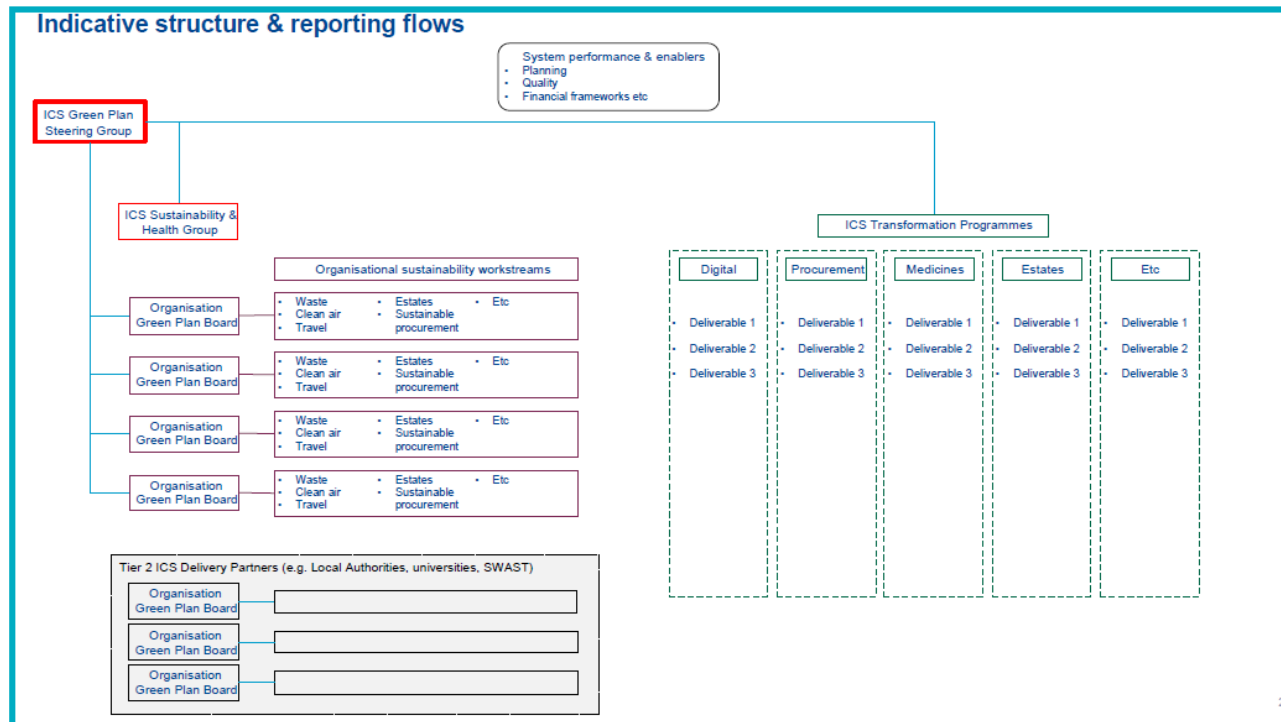 Indicative structure & reporting flows
System performance & enablers
• Planning
• Quality
• Financial frameworks etc
ICS Green Plan
Steering Group
ICS Sustainability &
Health Group
ICS Transformation Programmes
Organisational sustainability workstreams
Organisation
Green Plan Board
• Waste
• Clean air
• Travel
• Estates
• Sustainable
procurement
• Etc
Organisation
Green Plan Board
• Waste
• Clean air
• Travel
• Estates
• Sustainable
procurement
• Etc
Organisation
Green Plan Board
• Waste
• Clean air
• Travel
• Estates
• Sustainable
procurement
• Etc
Organisation
Green Plan Board
• Waste
• Clean air
• Travel
• Estates
• Sustainable
procurement
• Etc
Digital
• Deliverable 1
• Deliverable 2
• Deliverable 3
Procurement
• Deliverable 1
• Deliverable 2
• Deliverable 3
Medicines
• Deliverable 1
• Deliverable 2
• Deliverable 3
Estates
• Deliverable 1
• Deliverable 2
• Deliverable 3
Etc
• Deliverable 1
• Deliverable 2
• Deliverable 3
Tier 2 ICS Delivery Partners (e.g. Local Authorities, universities, SWAST)
Organisation
Green Plan Board
Organisation
Green Plan Board
Organisation
Green Plan Board